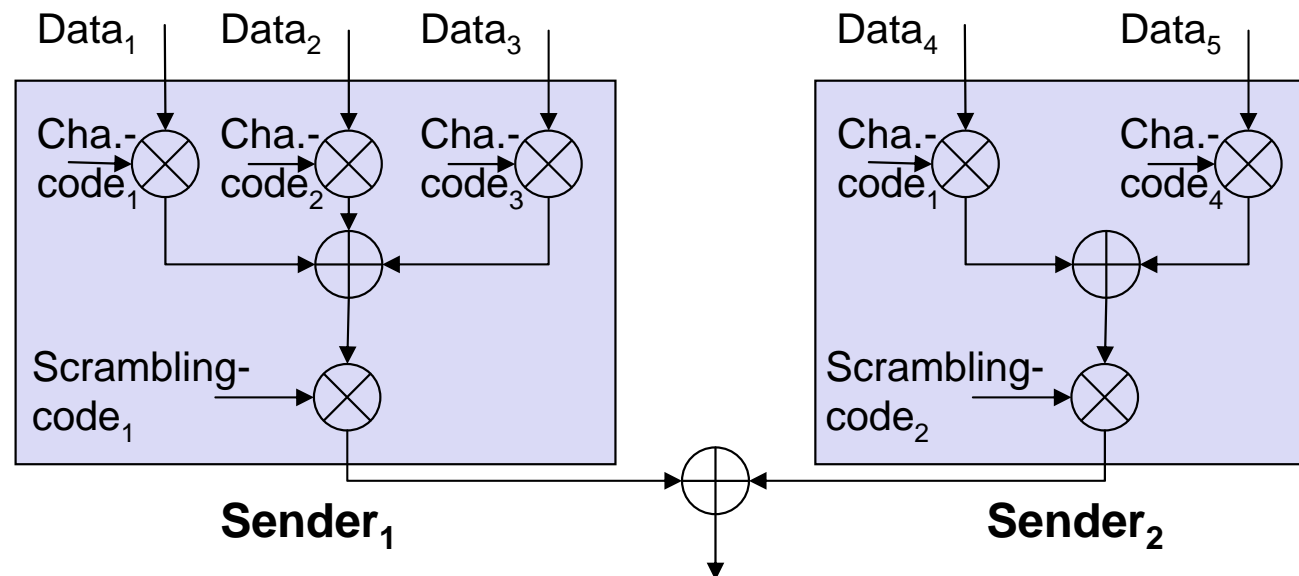 Data₁
Data₂
Data₃
Data₄
Data₅
Cha.-
code₁
Cha.-
code₂
Cha.-
code₃
Cha.-
code₁
Cha.-
code₄
Scrambling-
code₁
Scrambling-
code₂
Sender₁
Sender₂